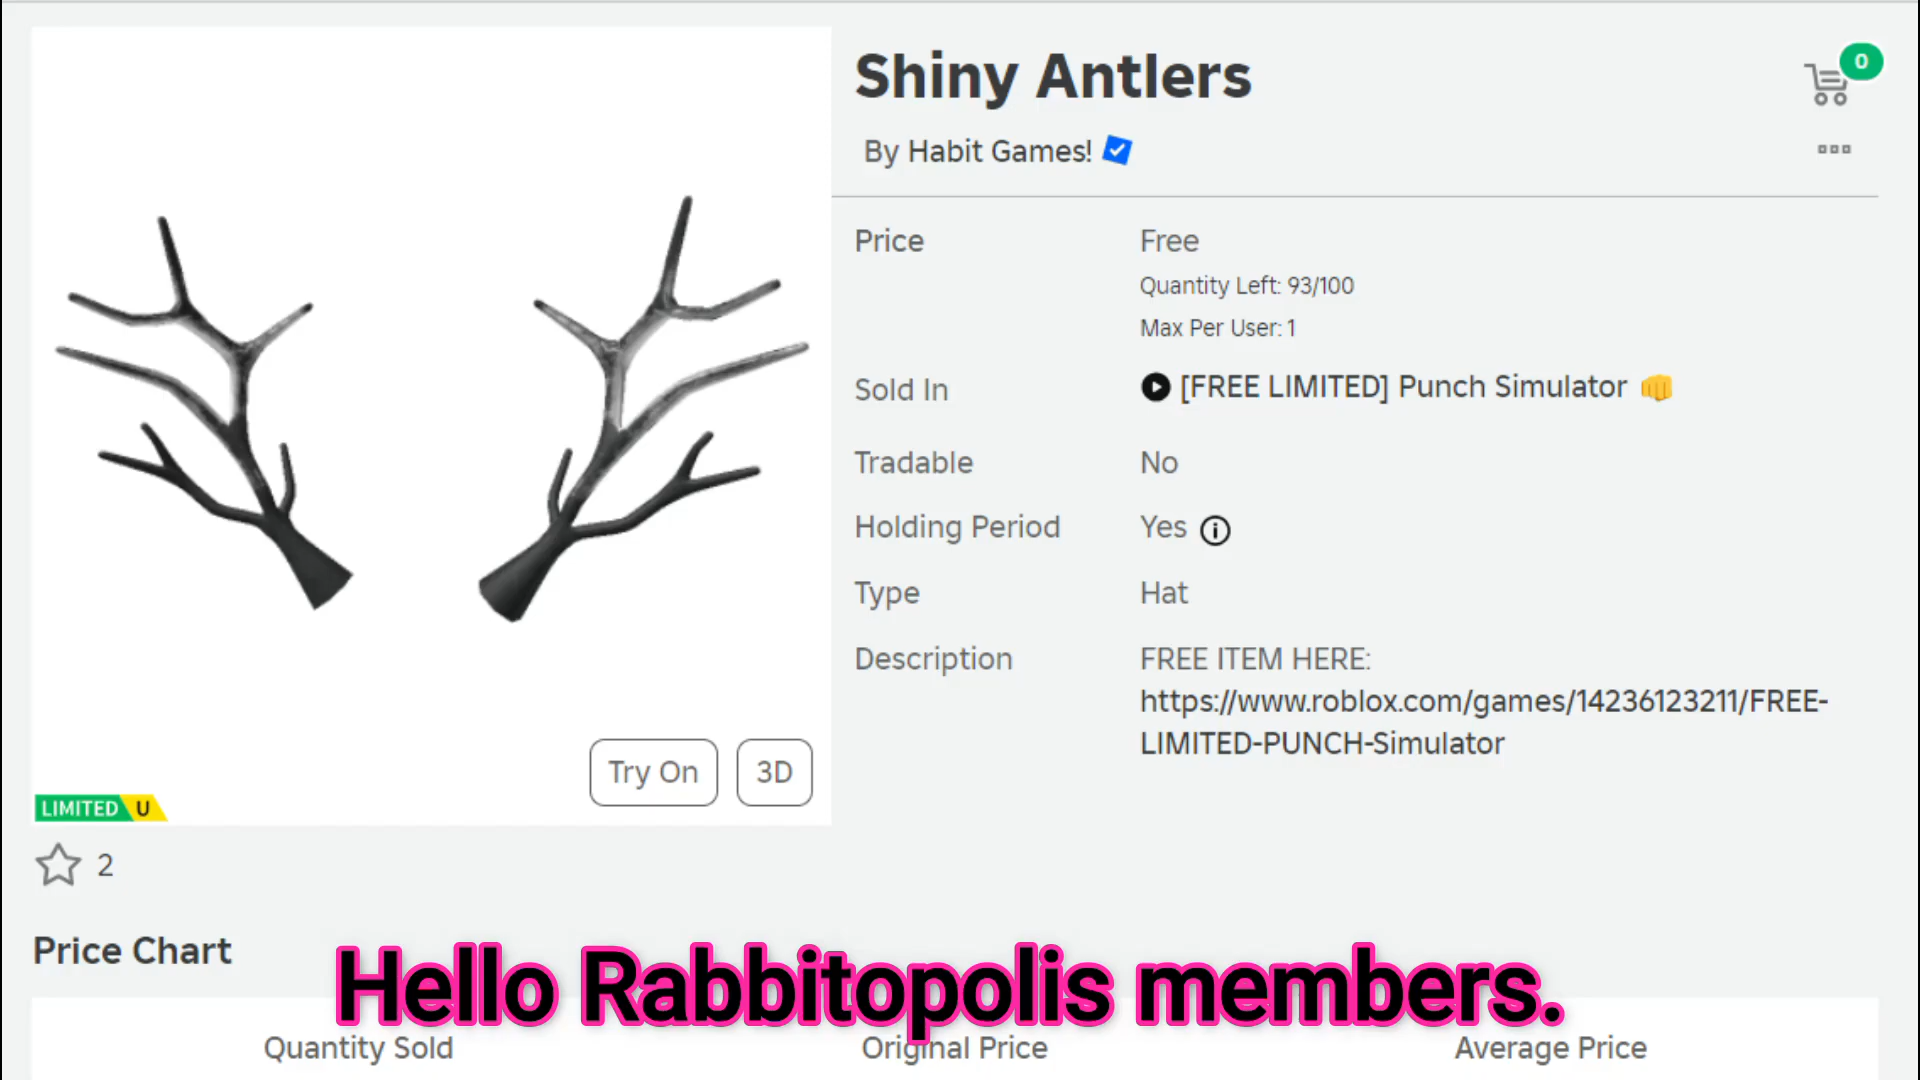 Shiny Antlers
0
By Habit Games!
Price
Free
Quantity Left: 93/100
Max Per User: 1
Sold In
[FREE LIMITED] Punch Simulator 👊
Tradable
No
Holding Period
Yes
Type
Hat
Description
FREE ITEM HERE:
https://www.roblox.com/games/14236123211/FREE-
LIMITED-PUNCH-Simulator
Try On
3D
LIMITED U
2
Price Chart
Hello Rabbitopolis members.
Quantity Sold
Original Price
Average Price